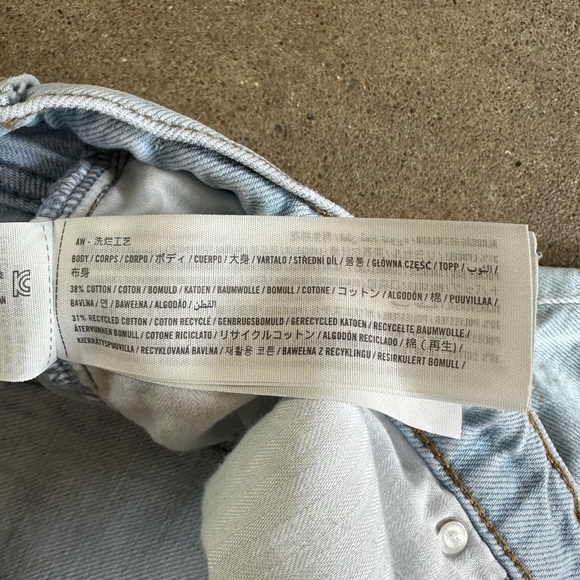 AW - 洗烂工艺
BODY / CORPS / CORPO / ボディ / CUERPO / 大身 / VARTALO / STŘEDNÍ DÍL / 몸통 / GŁÓWNA CZĘŚĆ / TOPP / الثوب /
布身
38% COTTON / COTON / BOMULD / KATOEN / BAUMWOLLE / BOMULL / COTONE / コットン / ALGODÓN / 棉 / PUUVILLAA /
BAVLNA / 면 / BAWEŁNA / ALGODÃO / القطن
31% RECYCLED COTTON / COTON RECYCLÉ / GENBRUGSBOMULD / GERECYCLED KATOEN / RECYCELTE BAUMWOLLE /
ÅTERVUNNEN BOMULL / COTONE RICICLATO / リサイクルコットン / ALGODÓN RECICLADO / 棉（再生)/
KIERRÄTYSPUUVILLA / RECYKLOVANÁ BAVLNA / 재활용 코튼 / BAWEŁNA Z RECYKLINGU / RESIRKULERT BOMULL /